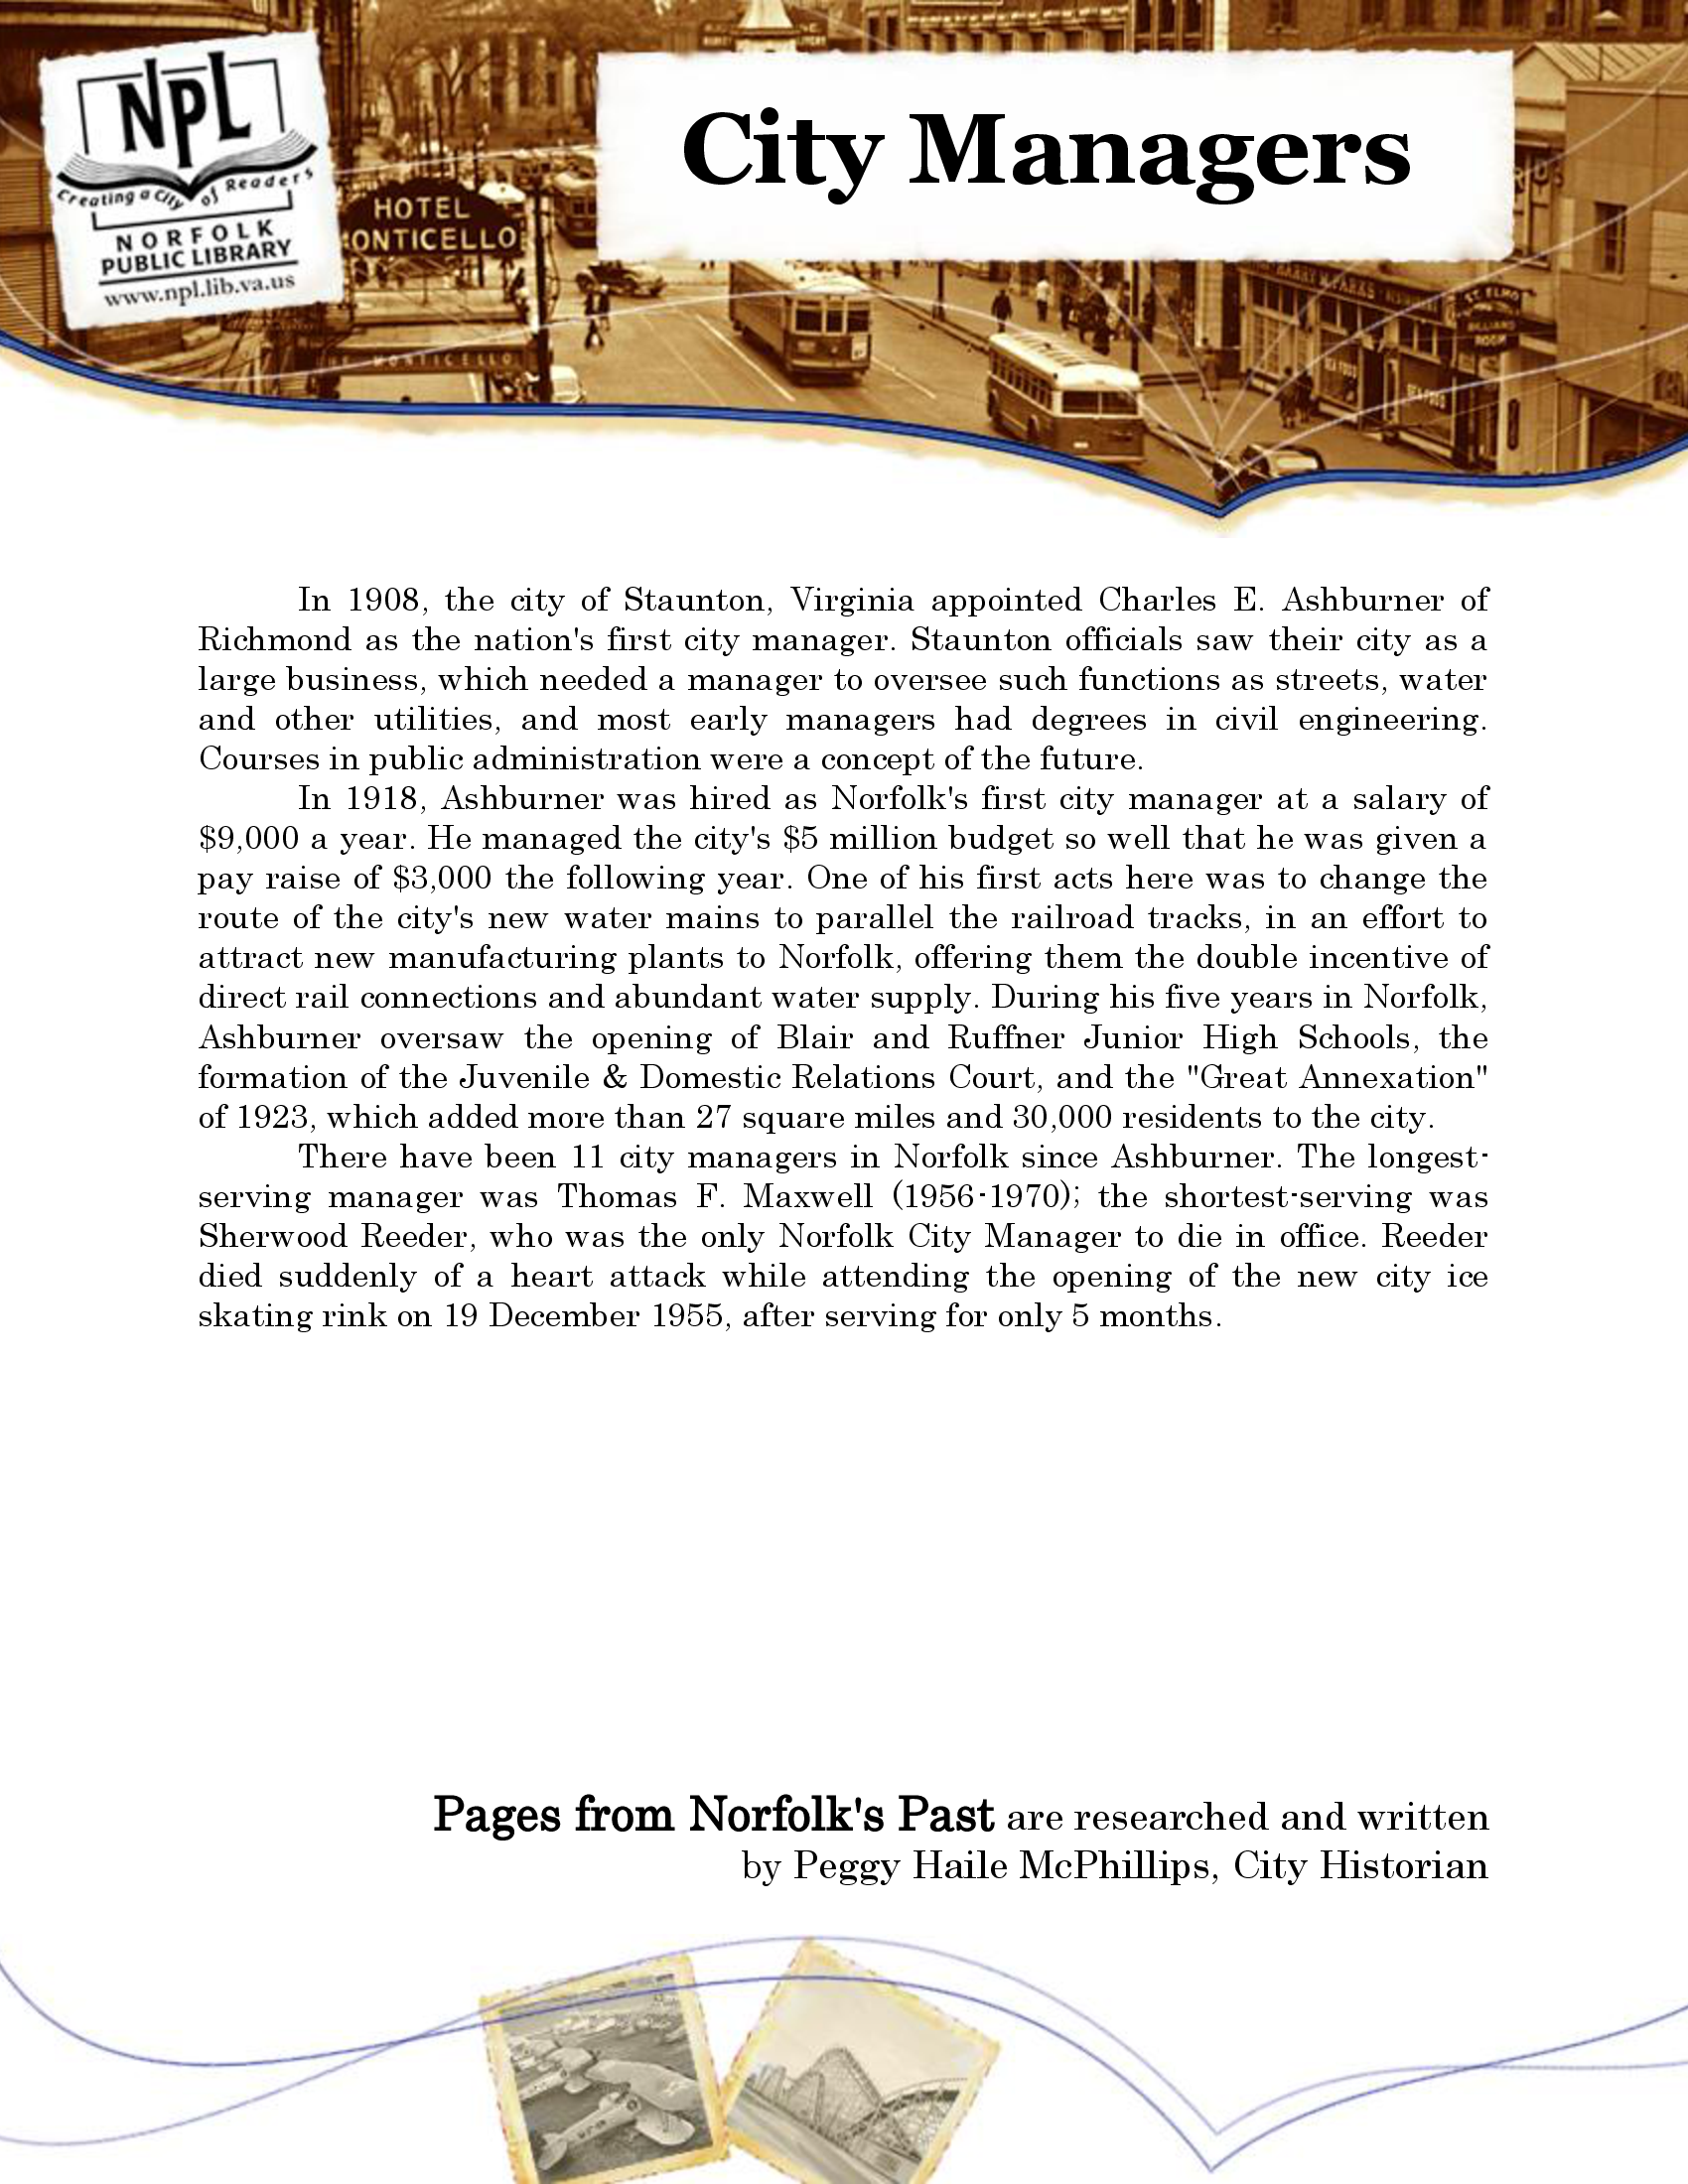 NPL
Creating a City of Readers
NORFOLK
PUBLIC LIBRARY
www.npl.lib.va.us
HOTEL
MONTICELLO
MONTICELLO
HARRY
ST. ELMO
BILLIARD
ROOM
SEA FOOD
SEA FOOD
City Managers
In 1908, the city of Staunton, Virginia appointed Charles E. Ashburner of
Richmond as the nation's first city manager. Staunton officials saw their city as a
large business, which needed a manager to oversee such functions as streets, water
and other utilities, and most early managers had degrees in civil engineering.
Courses in public administration were a concept of the future.
In 1918, Ashburner was hired as Norfolk's first city manager at a salary of
$9,000 a year. He managed the city's $5 million budget so well that he was given a
pay raise of $3,000 the following year. One of his first acts here was to change the
route of the city's new water mains to parallel the railroad tracks, in an effort to
attract new manufacturing plants to Norfolk, offering them the double incentive of
direct rail connections and abundant water supply. During his five years in Norfolk,
Ashburner oversaw the opening of Blair and Ruffner Junior High Schools, the
formation of the Juvenile & Domestic Relations Court, and the "Great Annexation"
of 1923, which added more than 27 square miles and 30,000 residents to the city.
There have been 11 city managers in Norfolk since Ashburner. The longest-
serving manager was Thomas F. Maxwell (1956-1970); the shortest-serving was
Sherwood Reeder, who was the only Norfolk City Manager to die in office. Reeder
died suddenly of a heart attack while attending the opening of the new city ice
skating rink on 19 December 1955, after serving for only 5 months.
Pages from Norfolk's Past are researched and written
by Peggy Haile McPhillips, City Historian